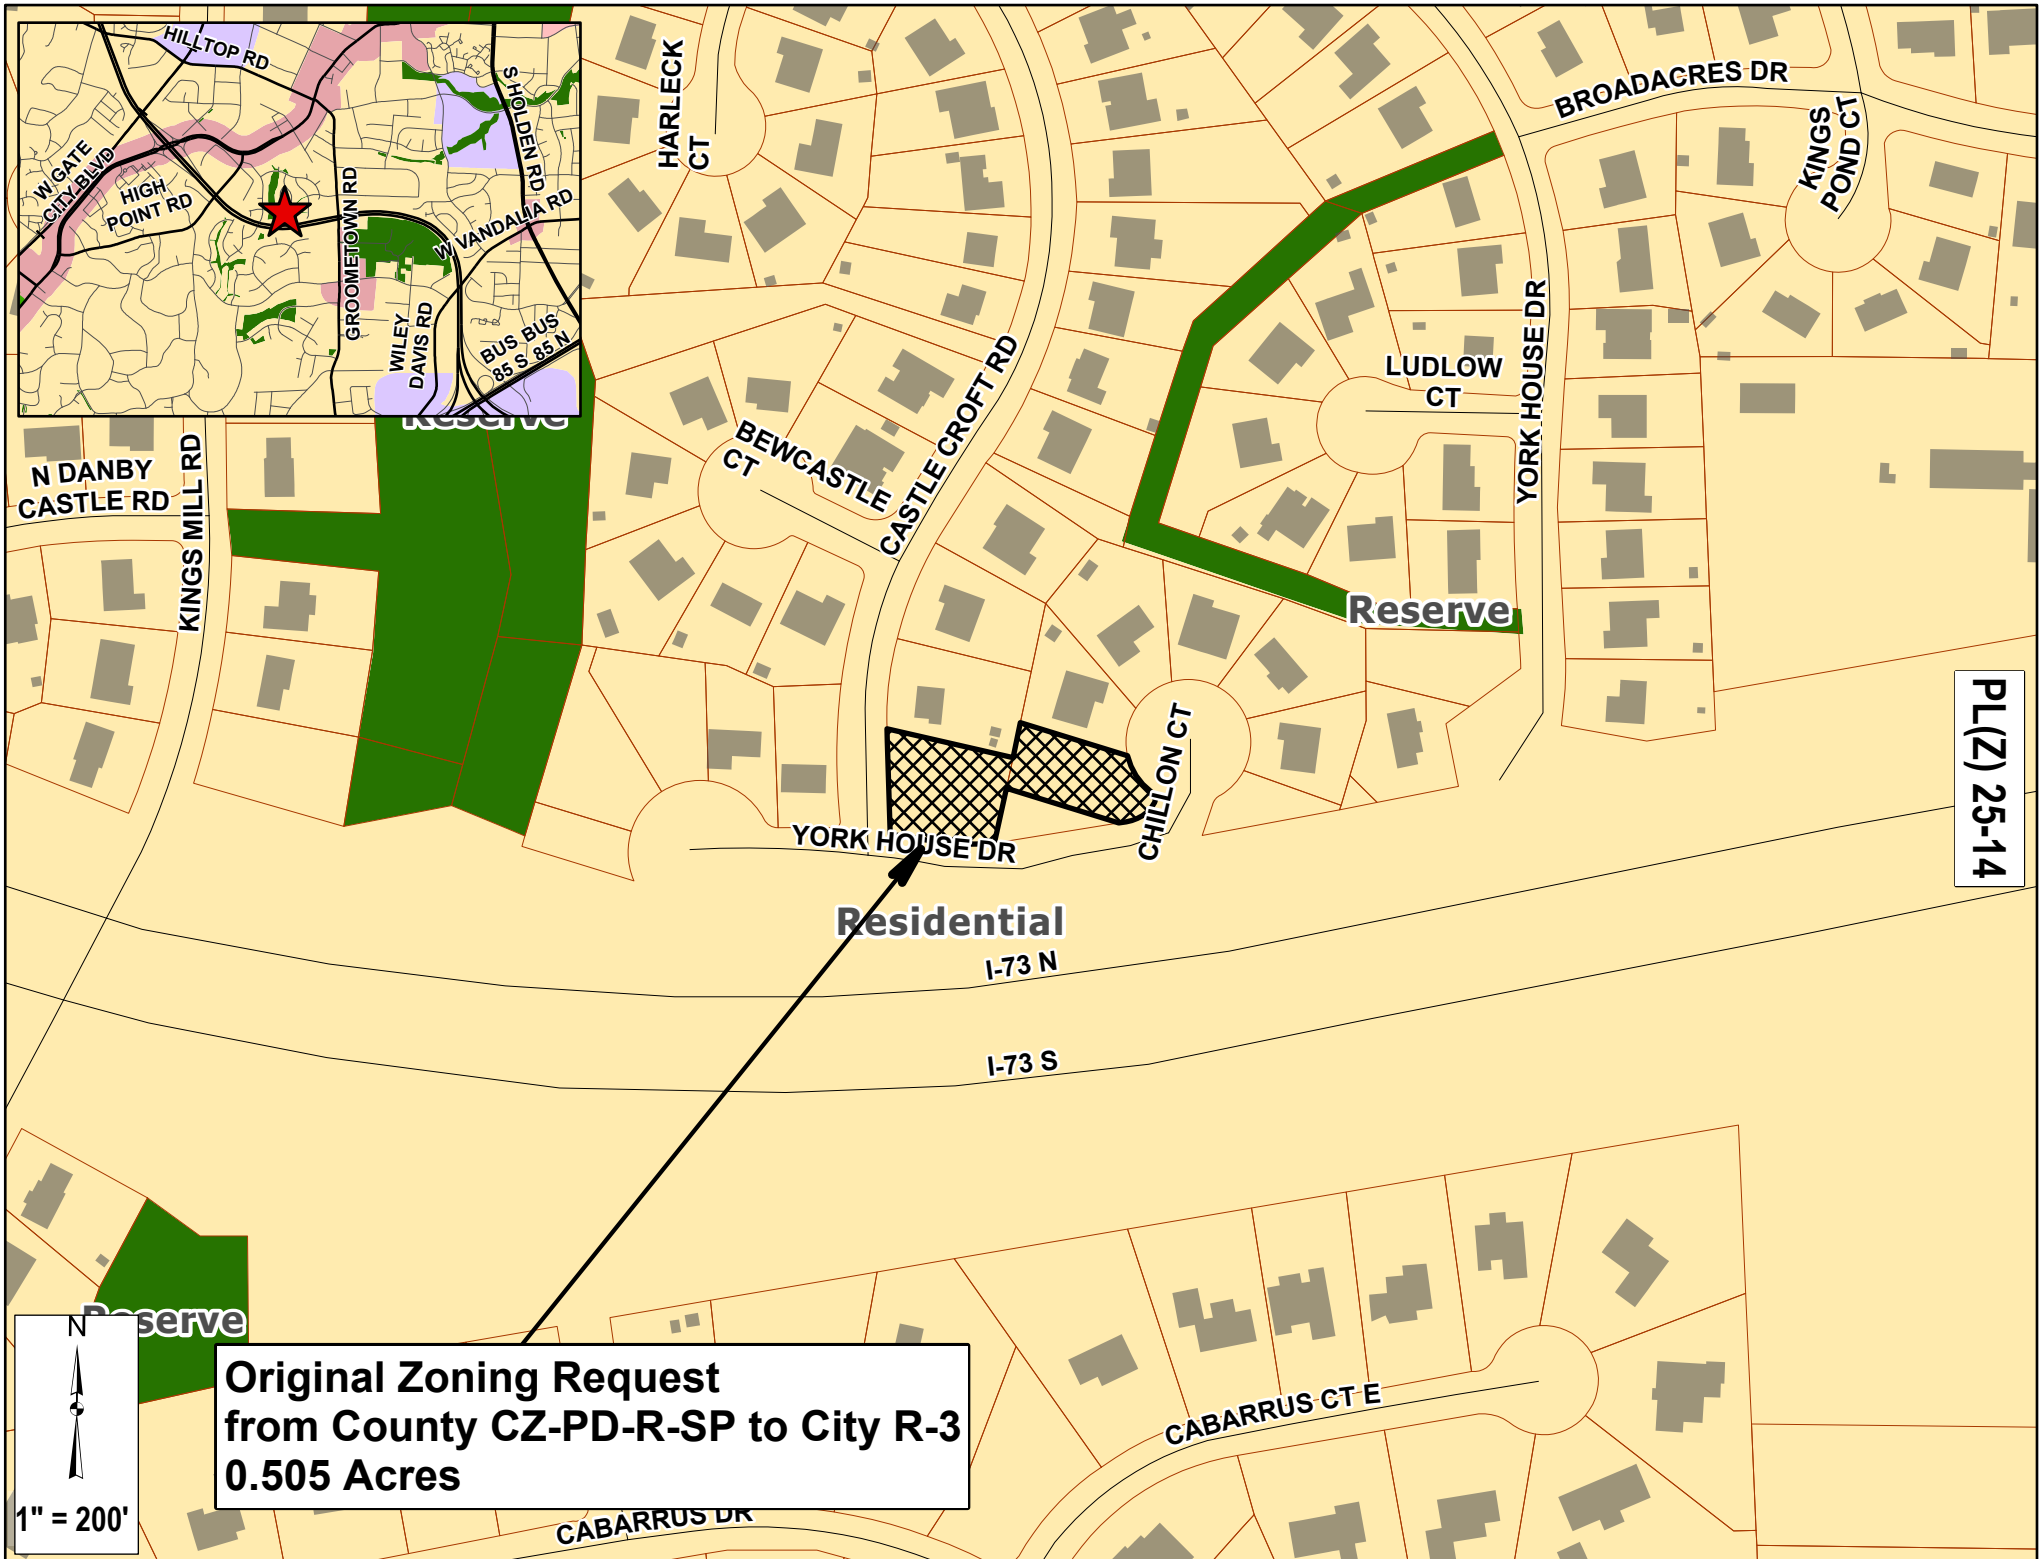 HILLTOP RD
S HOLDEN RD
W GATE
CITY BLVD
HIGH
POINT RD
GROOMETOWN RD
W VANDALIA RD
WILEY
DAVIS RD
BUS BUS
85 S 85 N
HARLECK
CT
BROADACRES DR
KINGS
POND CT
Reserve
N DANBY
CASTLE RD
KINGS MILL RD
BEWCASTLE
CT
CASTLE CROFT RD
LUDLOW
CT
YORK HOUSE DR
Reserve
PL(Z) 25-14
CHILLON CT
YORK HOUSE DR
Residential
I-73 N
I-73 S
Reserve
N
1" = 200'
Original Zoning Request
from County CZ-PD-R-SP to City R-3
0.505 Acres
CABARRUS CT E
CABARRUS DR